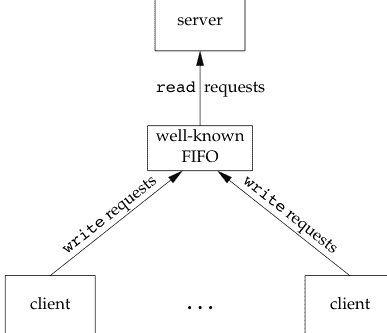 server
read requests
well-known
FIFO
write requests
write requests
client
...
client